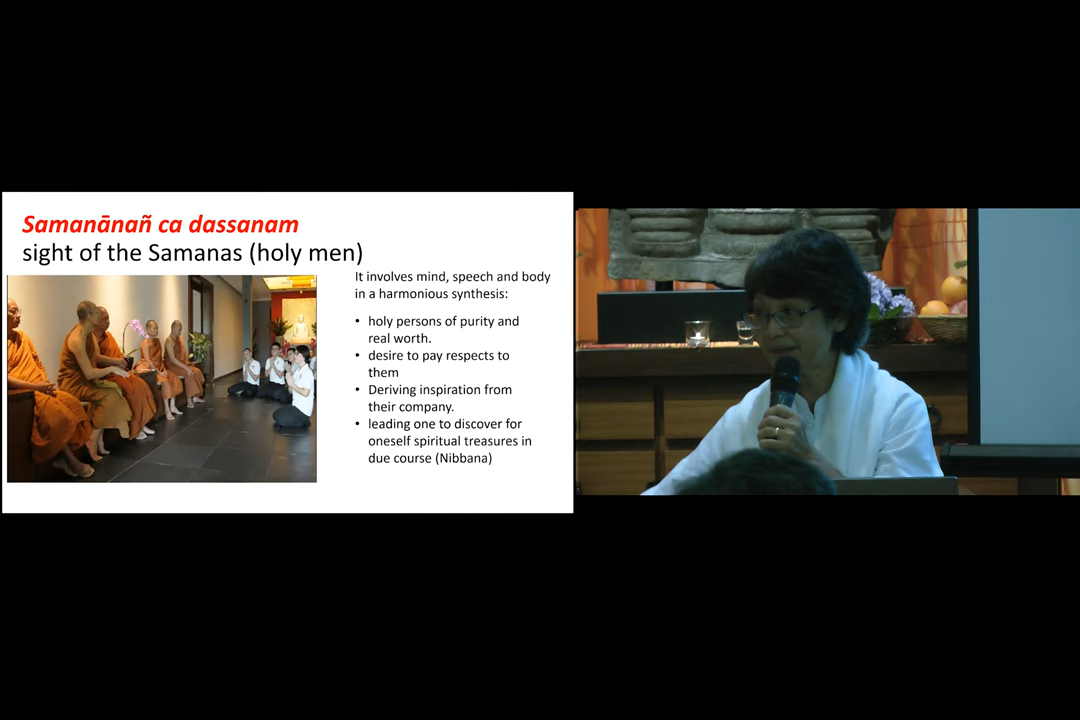 Samanānañ ca dassanam
sight of the Samanas (holy men)
It involves mind, speech and body
in a harmonious synthesis:
• holy persons of purity and
real worth.
• desire to pay respects to
them
• Deriving inspiration from
their company.
• leading one to discover for
oneself spiritual treasures in
due course (Nibbana)